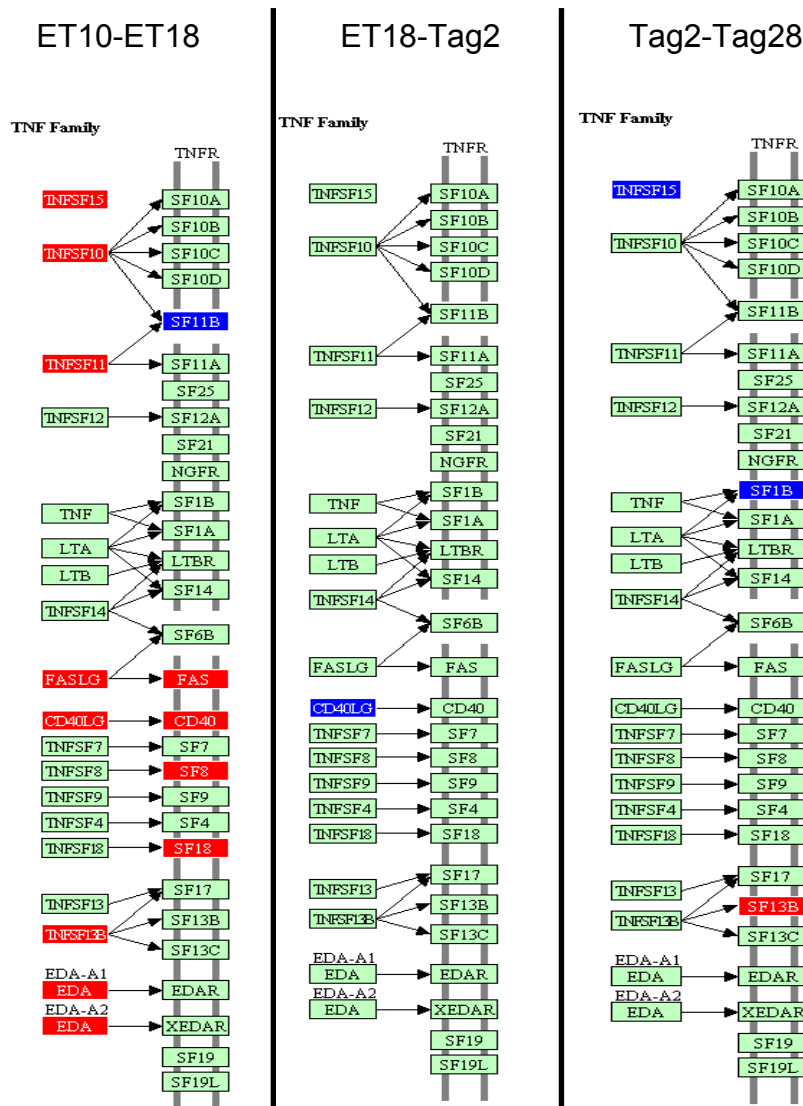 ET10-ET18
TNF Family
TNFR
TNFSF15 SF10A
SF10B
TNFSF10 SF10C
SF10D
SF11B
TNFSF11 SF11A
SF25
TNFSF12 SF12A
SF21
NGFR
SF1B
TNF
SF1A
LTA
LTBR
LTB
SF14
TNFSF14
SF6B
FASLG FAS
CD40LG CD40
TNFSF7 SF7
TNFSF8 SF8
TNFSF9 SF9
TNFSF4 SF4
TNFSF18 SF18
SF17
TNFSF13
SF13B
TNFSF13B
SF13C
EDA-A1
EDA EDAR
EDA-A2
EDA XEDAR
SF19
SF19L
ET18-Tag2
TNF Family
TNFR
TNFSF15 SF10A
SF10B
TNFSF10 SF10C
SF10D
SF11B
TNFSF11 SF11A
SF25
TNFSF12 SF12A
SF21
NGFR
SF1B
TNF
SF1A
LTA
LTBR
LTB
SF14
TNFSF14
SF6B
FASLG FAS
CD40LG CD40
TNFSF7 SF7
TNFSF8 SF8
TNFSF9 SF9
TNFSF4 SF4
TNFSF18 SF18
SF17
TNFSF13
SF13B
TNFSF13B
SF13C
EDA-A1
EDA EDAR
EDA-A2
EDA XEDAR
SF19
SF19L
Tag2-Tag28
TNF Family
TNFR
TNFSF15 SF10A
SF10B
TNFSF10 SF10C
SF10D
SF11B
TNFSF11 SF11A
SF25
TNFSF12 SF12A
SF21
NGFR
SF1B
TNF
SF1A
LTA
LTBR
LTB
SF14
TNFSF14
SF6B
FASLG FAS
CD40LG CD40
TNFSF7 SF7
TNFSF8 SF8
TNFSF9 SF9
TNFSF4 SF4
TNFSF18 SF18
SF17
TNFSF13
SF13B
TNFSF13B
SF13C
EDA-A1
EDA EDAR
EDA-A2
EDA XEDAR
SF19
SF19L